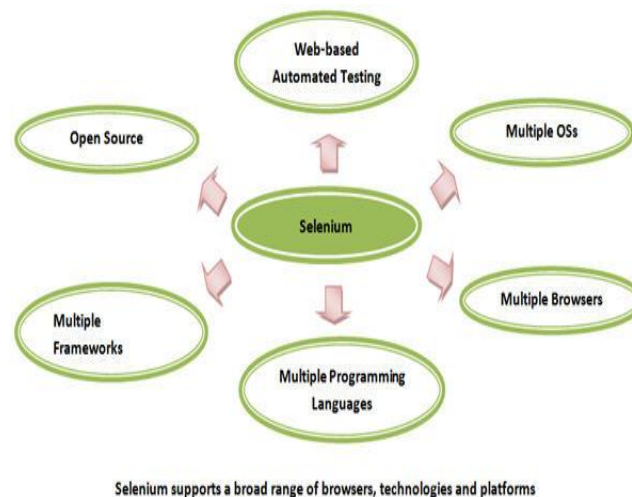 Web-based
Automated Testing
Open Source
Multiple OSs
Selenium
Multiple
Frameworks
Multiple Browsers
Multiple Programming
Languages
Selenium supports a broad range of browsers, technologies and platforms